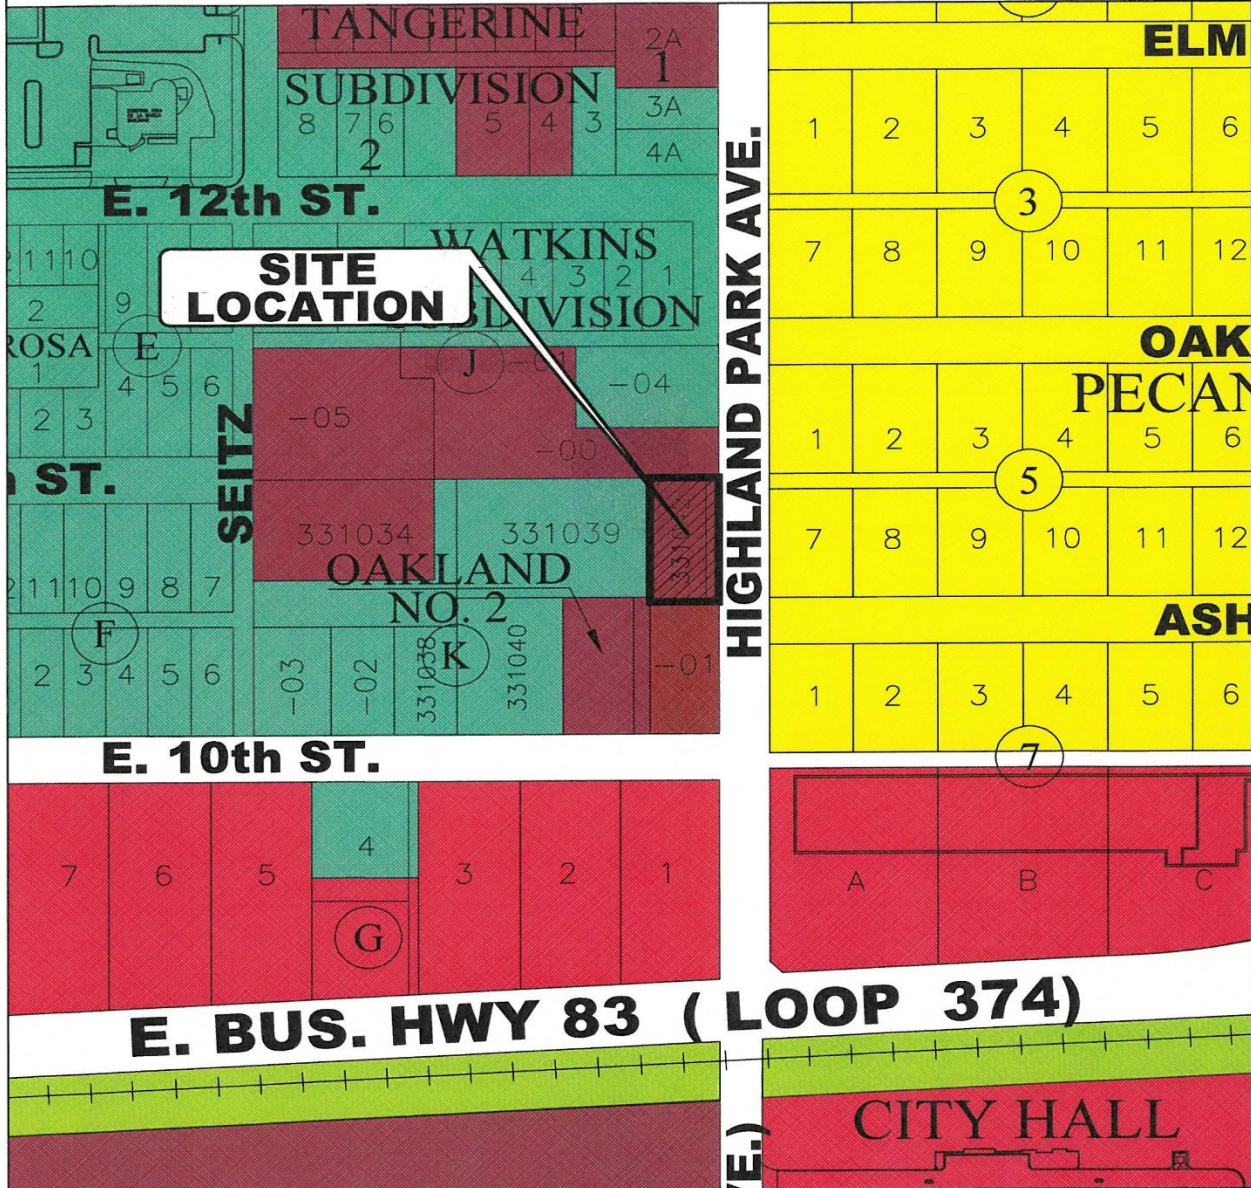 TANGERINE
SUBDIVISION
2A
1
3A
4A
8 7 6 5 4 3
2
ELM
1 2 3 4 5 6
3
7 8 9 10 11 12
E. 12th ST.
HIGHLAND PARK AVE.
WATKINS
SUBDIVISION
4 3 2 1
SITE
LOCATION
11 10
2
9
ROSA
1
E
4 5 6
2 3
J
-04
-05
-00
SEITZ
ST.
OAK
PECAN
1 2 3 4 5 6
5
7 8 9 10 11 12
331034
331039
OAKLAND
NO. 2
11 10 9 8 7
F
2 3 4 5 6
-03
-02
331038
K
331040
-01
ASH
1 2 3 4 5 6
7
E. 10th ST.
7 6 5 4 3 2 1
G
A B C
E. BUS. HWY 83 ( LOOP 374)
CITY HALL
VE.)